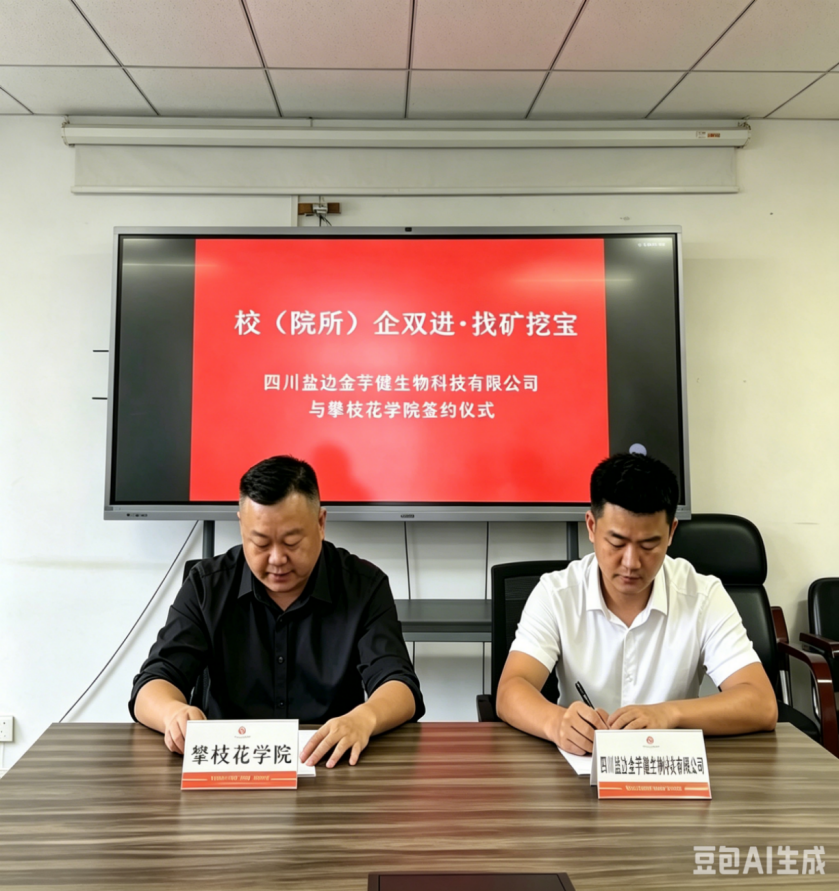 校（院所）企双进·找矿挖宝
四川盐边金芋健生物科技有限公司
与攀枝花学院签约仪式
攀枝花学院
四川盐边金芋健生物科技有限公司
豆包AI生成